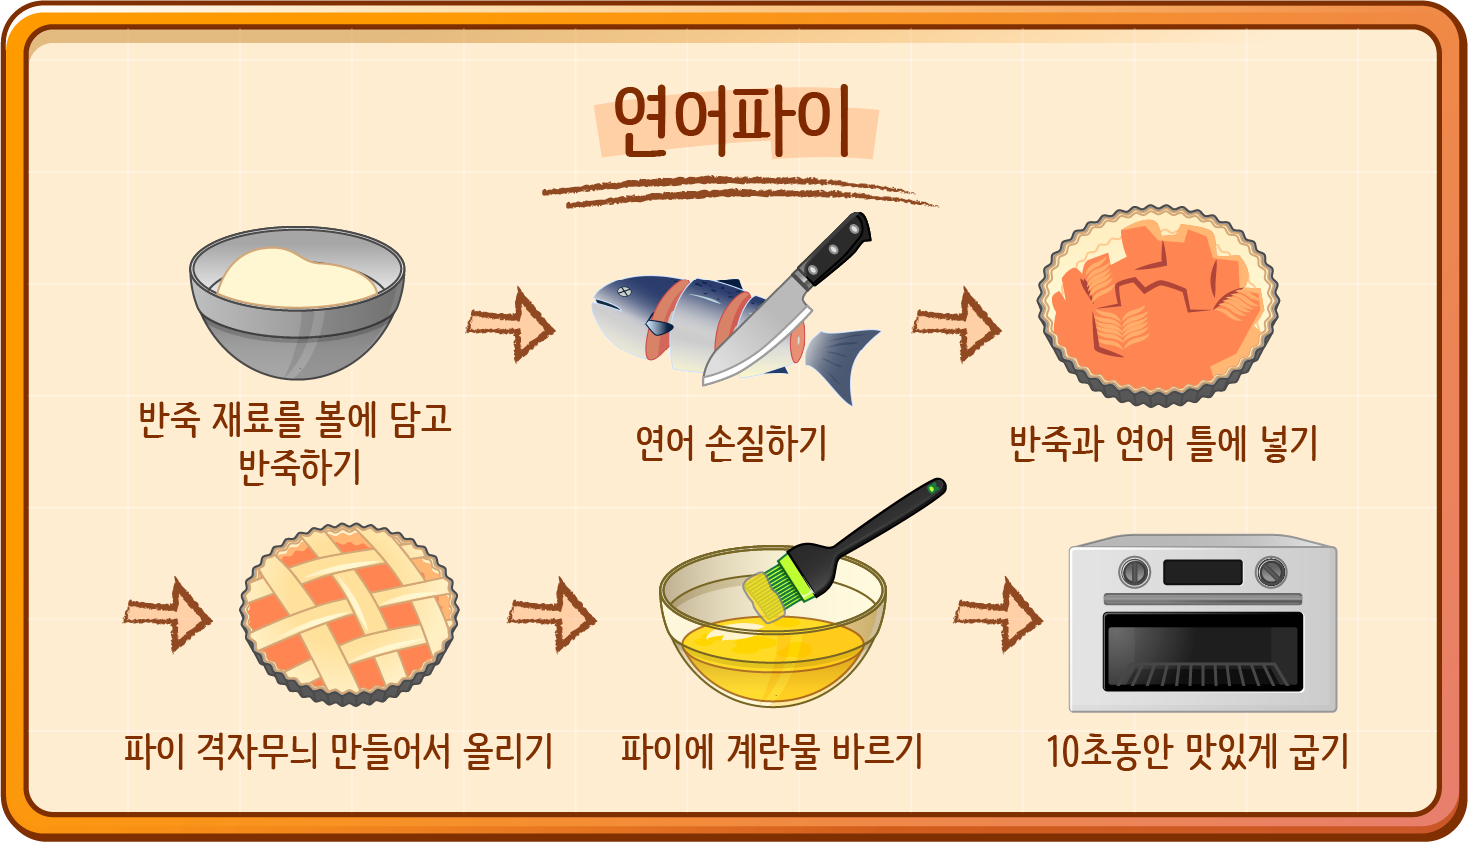 연어파이
반죽 재료를 볼에 담고
반죽하기
연어 손질하기
반죽과 연어 틀에 넣기
파이 격자무늬 만들어서 올리기
파이에 계란물 바르기
10초동안 맛있게 굽기